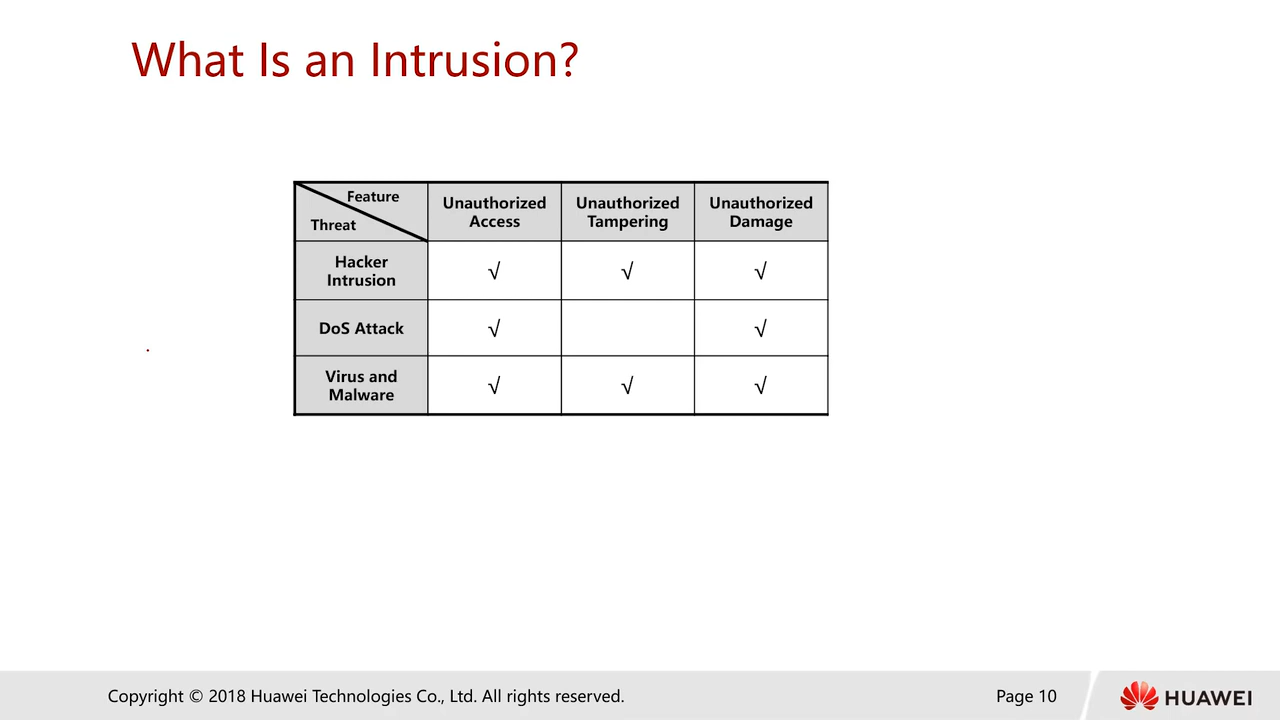 What Is an Intrusion?
Feature
Threat
Unauthorized
Access
Unauthorized
Tampering
Unauthorized
Damage
Hacker
Intrusion
√
√
√
DoS Attack
√
√
Virus and
Malware
√
√
√
Copyright © 2018 Huawei Technologies Co., Ltd. All rights reserved.
Page 10
HUAWEI